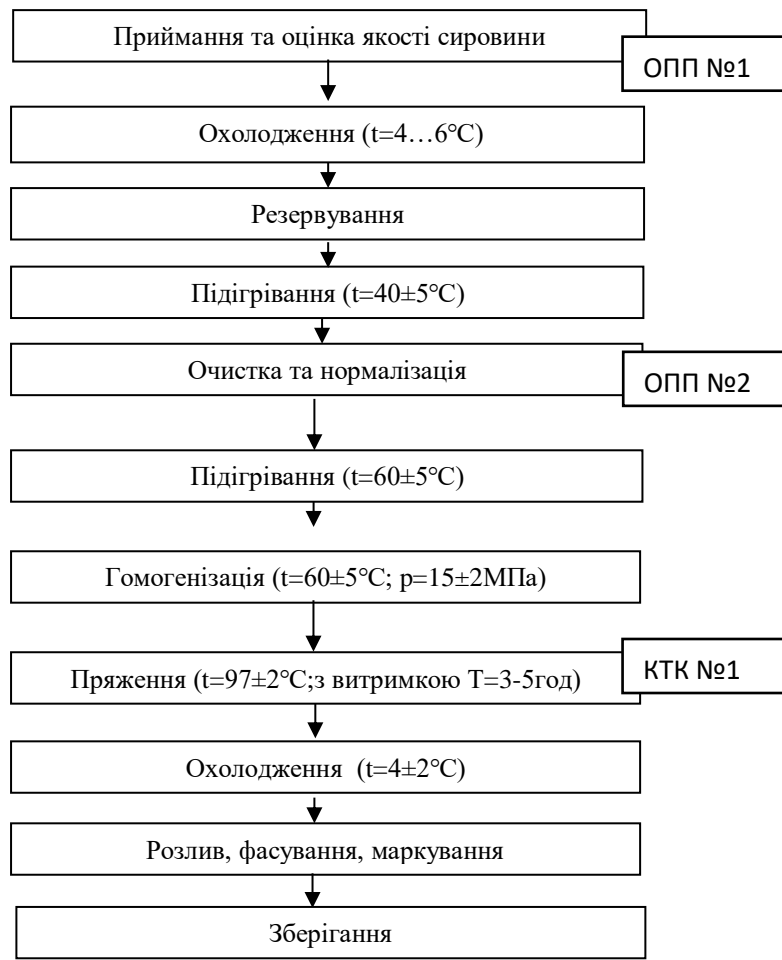 Приймання та оцінка якості сировини
ОПП №1
Охолодження (t=4…6°С)
Резервування
Підігрівання (t=40±5°С)
Очистка та нормалізація
ОПП №2
Підігрівання (t=60±5°С)
Гомогенізація (t=60±5°С; р=15±2МПа)
Пряження (t=97±2°С;з витримкою Т=3-5год)
КТК №1
Охолодження  (t=4±2°С)
Розлив, фасування, маркування
Зберігання